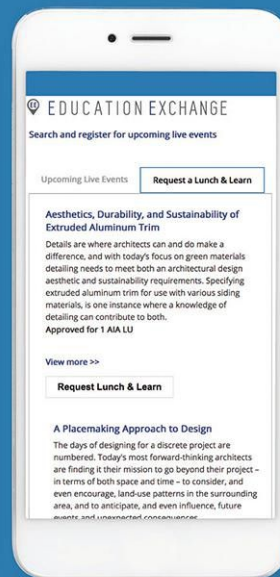 EDUCATION EXCHANGE
Search and register for upcoming live events
Upcoming Live Events
Request a Lunch & Learn
Aesthetics, Durability, and Sustainability of
Extruded Aluminum Trim
Details are where architects can and do make a
difference, and with today's focus on green materials
detailing needs to meet both an architectural design
aesthetic and sustainability requirements. Specifying
extruded aluminum trim for use with various siding
materials, is one instance where a knowledge of
detailing can contribute to both.
Approved for 1 AIA LU
View more >>
Request Lunch & Learn
A Placemaking Approach to Design
The days of designing for a discrete project are
numbered. Today's most forward-thinking architects
are finding it their mission to go beyond their project –
in terms of both space and time – to consider, and
even encourage, land-use patterns in the surrounding
area, and to anticipate, and even influence, future
events and unexpected consequences.